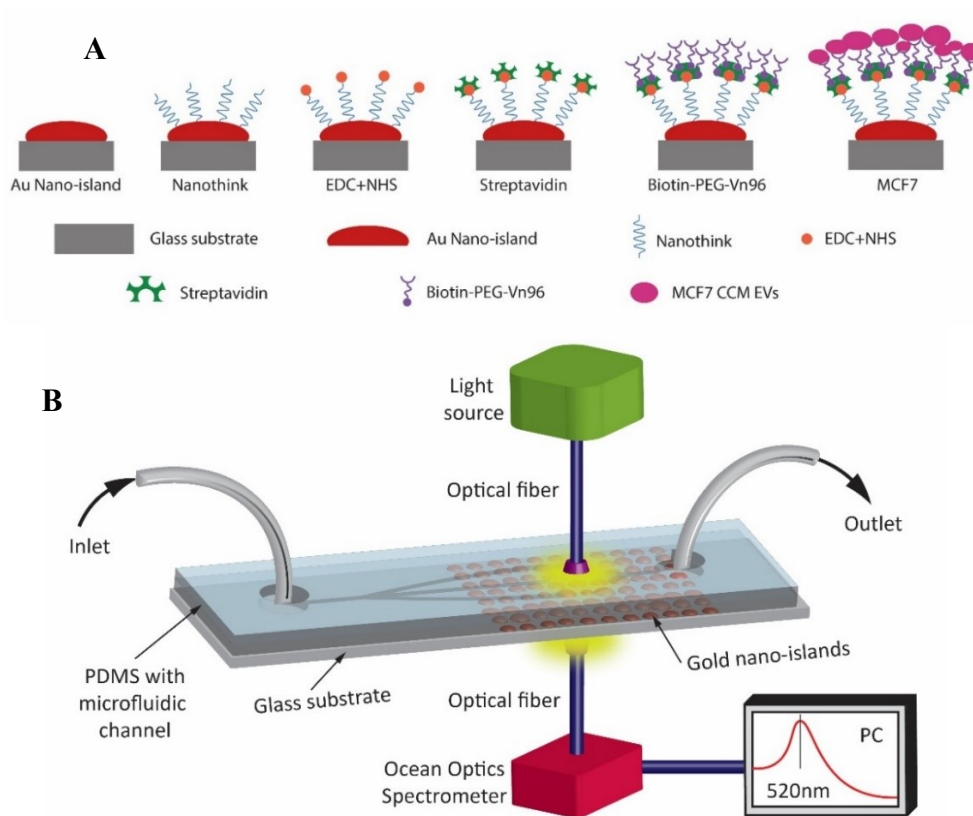 A
Au Nano-island
Nanothink
EDC+NHS
Streptavidin
Biotin-PEG-Vn96
MCF7
Glass substrate
Au Nano-island
Nanothink
EDC+NHS
Streptavidin
Biotin-PEG-Vn96
MCF7 CCM EVs
B
Light
source
Optical fiber
Inlet
Outlet
PDMS with
microfluidic
channel
Glass substrate
Gold nano-islands
Optical fiber
Ocean Optics
Spectrometer
PC
520nm